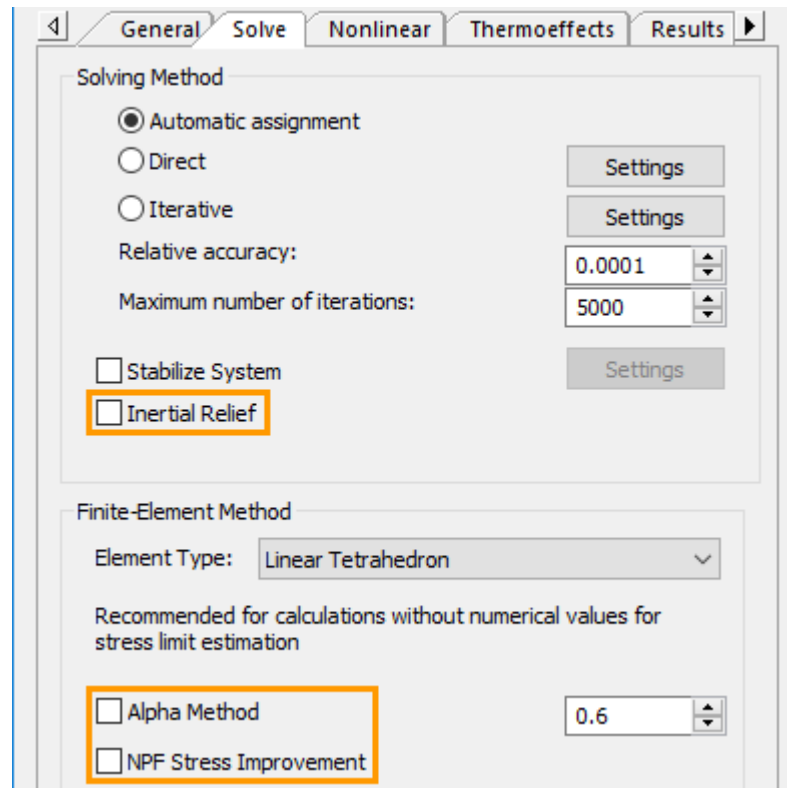 General Solve Nonlinear Thermoeffects Results
Solving Method
Automatic assignment
Direct Settings
Iterative Settings
Relative accuracy: 0.0001
Maximum number of iterations: 5000
Stabilize System Settings
Inertial Relief
Finite-Element Method
Element Type: Linear Tetrahedron
Recommended for calculations without numerical values for
stress limit estimation
Alpha Method 0.6
NPF Stress Improvement